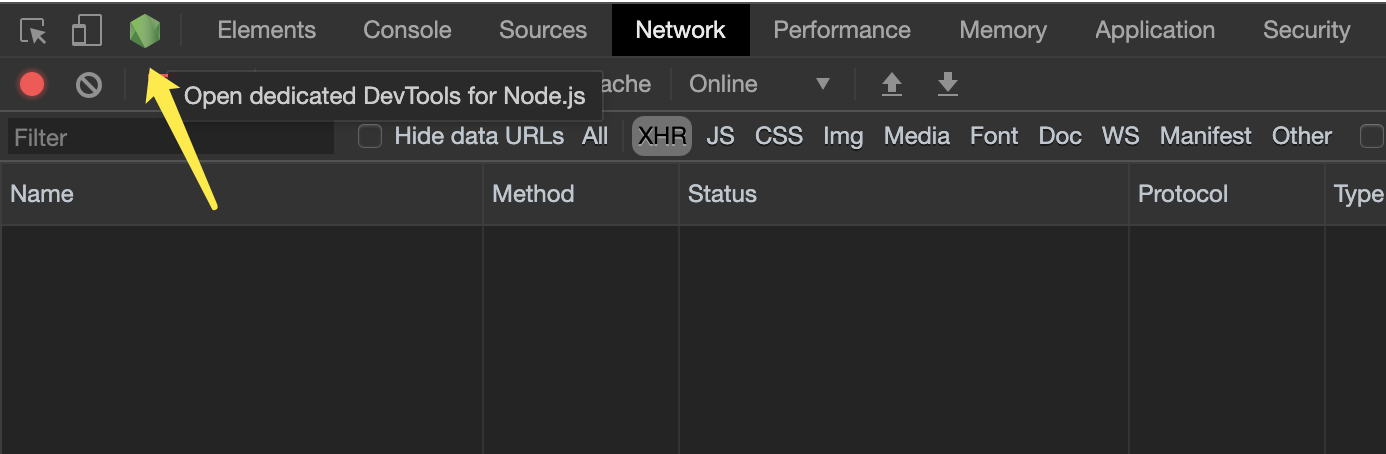 Elements Console Sources Network Performance Memory Application Security
Open dedicated DevTools for Node.js
Online
Filter Hide data URLs All XHR JS CSS Img Media Font Doc WS Manifest Other
Name Method Status Protocol Type